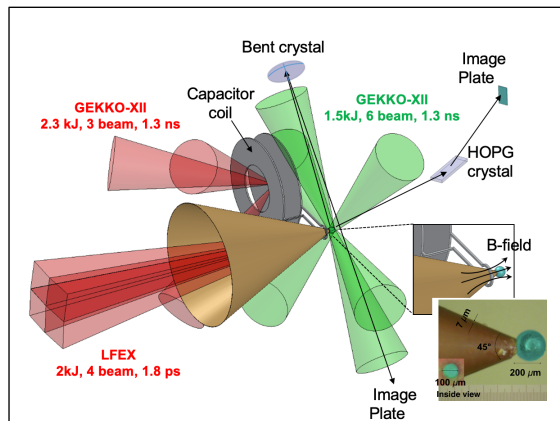 Bent crystal
Image
Plate
GEKKO-XII
2.3 kJ, 3 beam, 1.3 ns
Capacitor
coil
GEKKO-XII
1.5kJ, 6 beam, 1.3 ns
HOPG
crystal
B-field
LFEX
2kJ, 4 beam, 1.8 ps
Image
Plate
7 μm
45°
200 μm
100 μm
Inside view